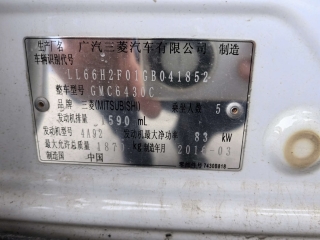 生产厂名 广汽三菱汽车有限公司 制造
车辆识别代号
LL66H2F01GB041852
整车型号 GMC6430C
品牌 三菱(MITSUBISHI) 乘坐人数 5
发动机排量 1590 mL
发动机型号 4A92 发动机最大净功率 83 kW
最大允许总质量 187 kg 制造年月 2016-03
制造国 中国